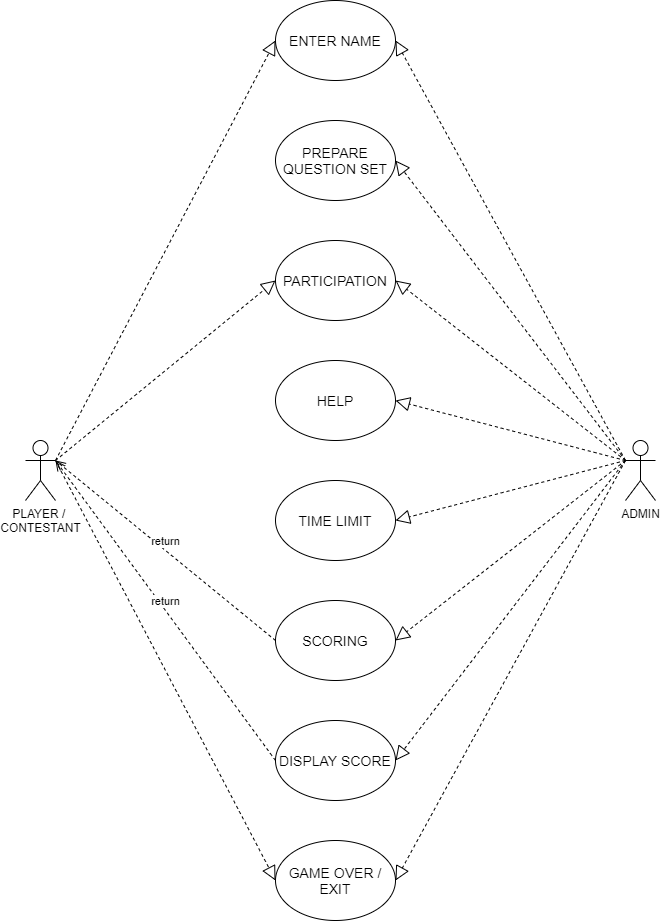 ENTER NAME
PREPARE
QUESTION SET
PARTICIPATION
HELP
PLAYER /
CONTESTANT
ADMIN
TIME LIMIT
return
return
SCORING
DISPLAY SCORE
GAME OVER /
EXIT